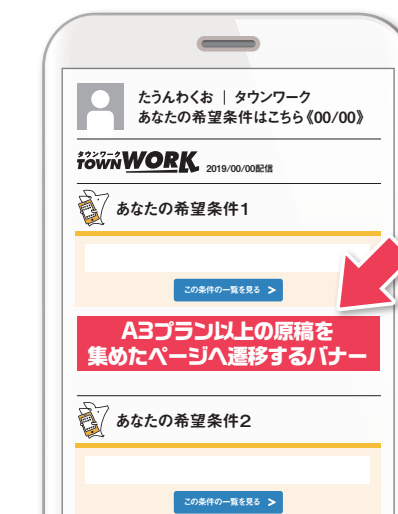 たうんわくお | タウンワーク
あなたの希望条件はこちら《00/00》
タウンワーク
TOWNWORK 2019/00/00配信
あなたの希望条件1
この条件の一覧を見る >
A3プラン以上の原稿を
集めたページへ遷移するバナー
あなたの希望条件2
この条件の一覧を見る >